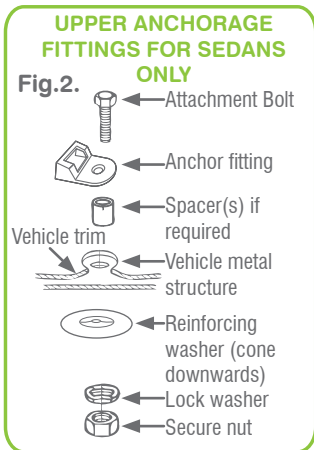 UPPER ANCHORAGE
FITTINGS FOR SEDANS
ONLY
Fig.2.
Attachment Bolt
Anchor fitting
Spacer(s) if
required
Vehicle trim
Vehicle metal
structure
Reinforcing
washer (cone
downwards)
Lock washer
Secure nut